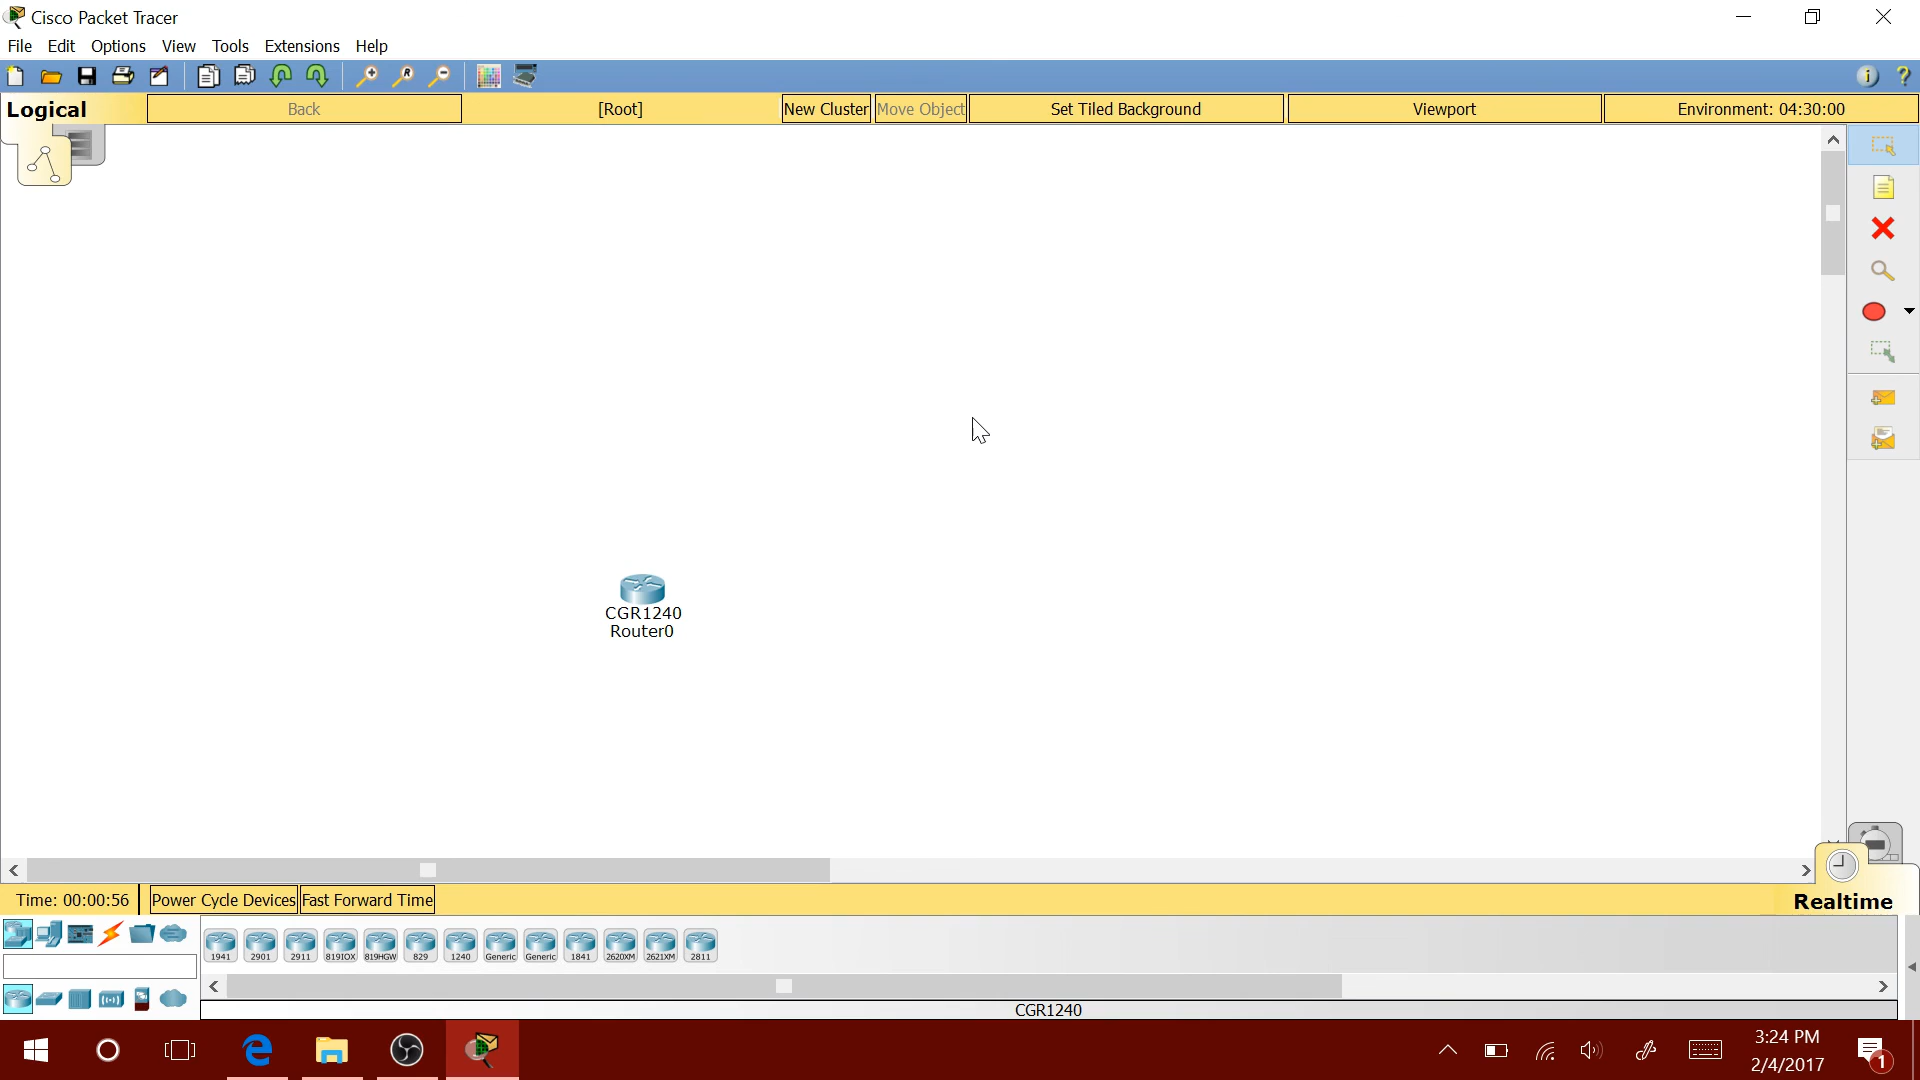 Cisco Packet Tracer
File Edit Options View Tools Extensions Help
Logical Back [Root] New Cluster Move Object Set Tiled Background Viewport Environment: 04:30:00
CGR1240
Router0
Time: 00:00:56 Power Cycle Devices Fast Forward Time Realtime
1941 2901 2911 819IOX 819HGW 829 1240 Generic Generic 1841 2620XM 2621XM 2811
CGR1240
3:24 PM
2/4/2017
1